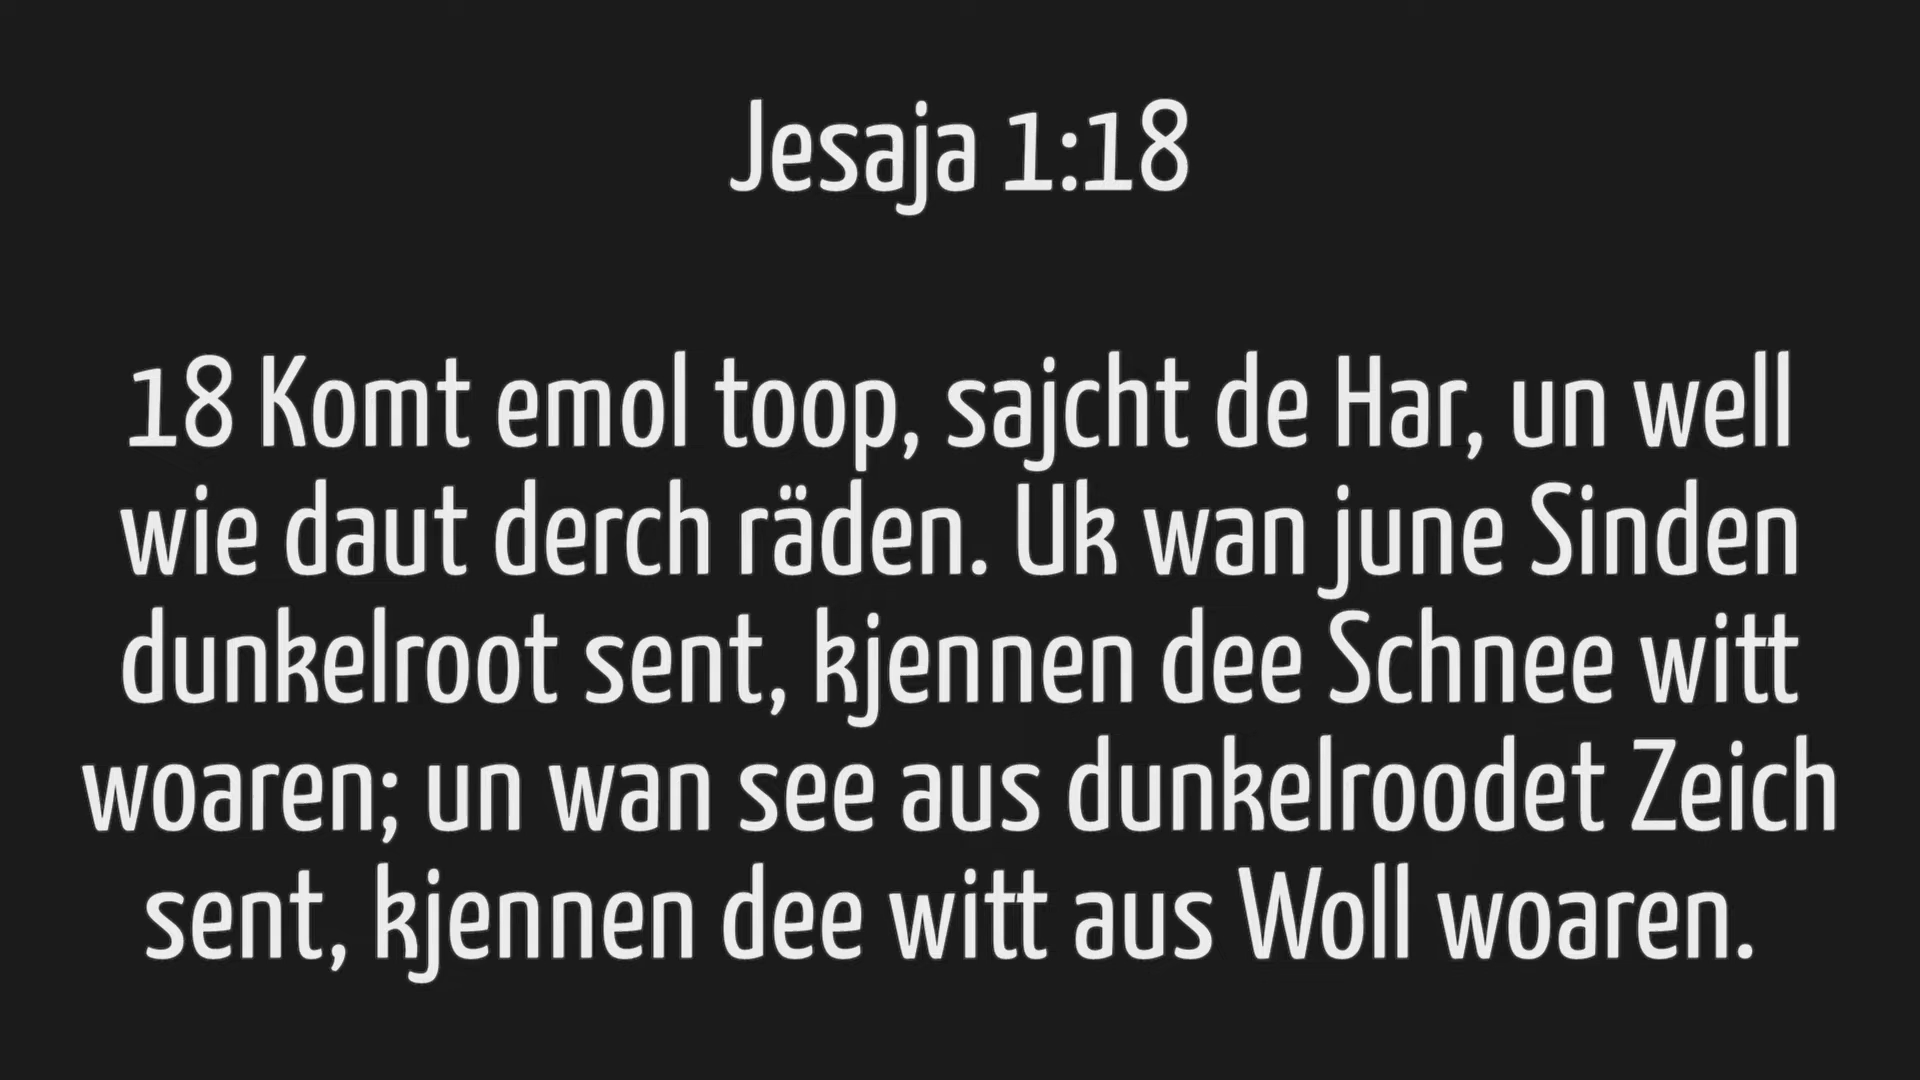 Jesaja 1:18
18 Komt emol toop, sajcht de Har, un well
wie daut derch räden. Uk wan june Sinden
dunkelroot sent, kjennen dee Schnee witt
woaren; un wan see aus dunkelroodet Zeich
sent, kjennen dee witt aus Woll woaren.